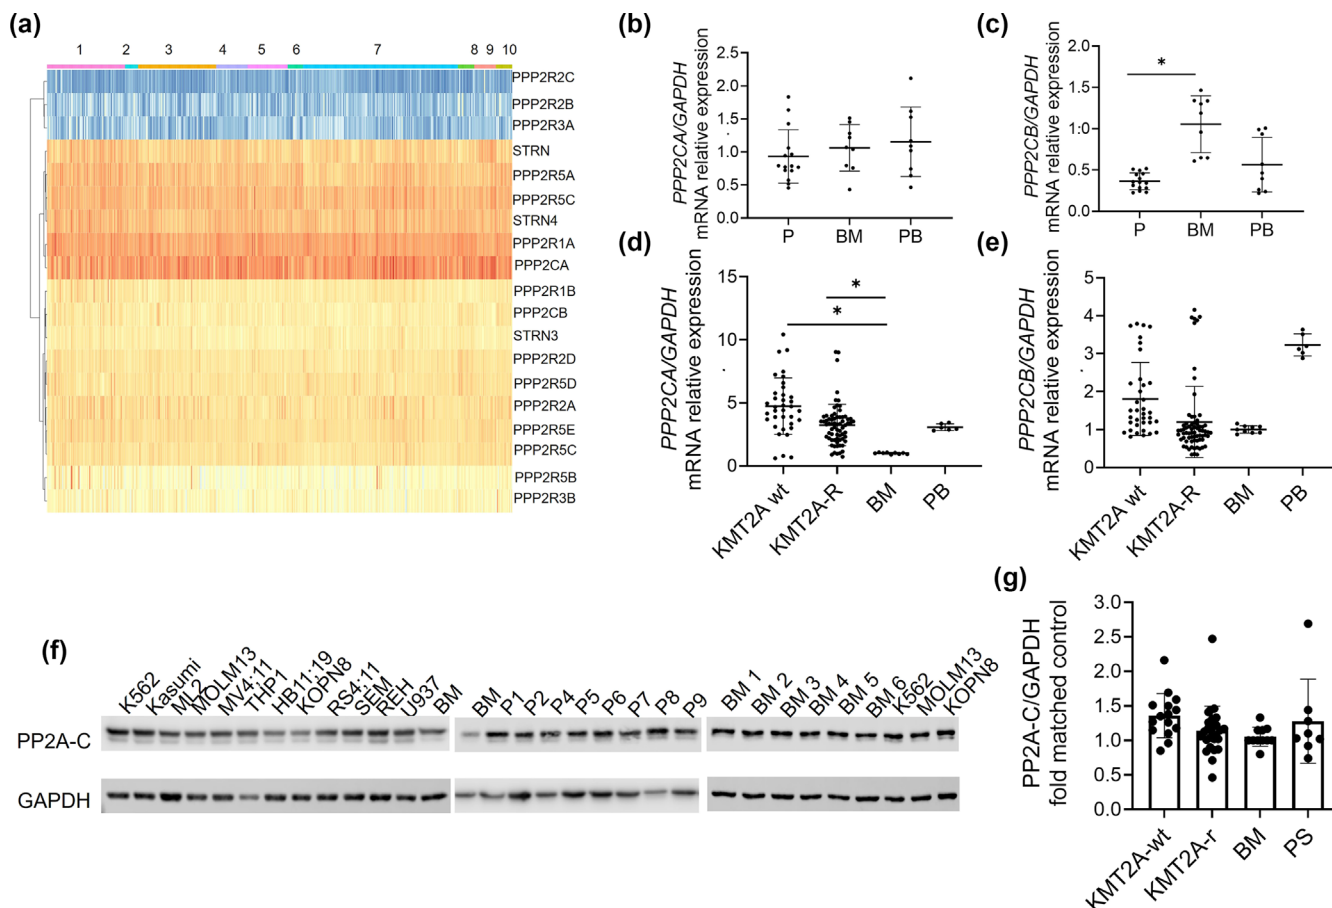 (a)
1 2 3 4 5 6 7 8 9 10
PPP2R2C
PPP2R2B
PPP2R3A
STRN
PPP2R5A
PPP2R5C
STRN4
PPP2R1A
PPP2CA
PPP2R1B
PPP2CB
STRN3
PPP2R2D
PPP2R5D
PPP2R2A
PPP2R5E
PPP2R5C
PPP2R5B
PPP2R3B
(b)
PPP2CA/GAPDH
mRNA relative expression
2.5
2.0
1.5
1.0
0.5
0.0
P BM PB
(c)
PPP2CB/GAPDH
mRNA relative expression
2.0
1.5
1.0
0.5
0.0
*
P BM PB
(d)
PPP2CA/GAPDH
mRNA relative expression
15
10
5
0
*
*
KMT2A wt KMT2A-R BM PB
(e)
PPP2CB/GAPDH
mRNA relative expression
5
4
3
2
1
0
KMT2A wt KMT2A-R BM PB
(f)
K562 Kasumi ML2 MOLM13 MV4:11 THP1 HB11:19 KOPN8 RS4:11 SEM REH U937 BM
BM P1 P2 P4 P5 P6 P7 P8 P9
BM 1 BM 2 BM 3 BM 4 BM 5 BM 6 K562 MOLM13 KOPN8
PP2A-C
GAPDH
(g)
PP2A-C/GAPDH
fold matched control
3.0
2.5
2.0
1.5
1.0
0.5
0.0
KMT2A-wt KMT2A-r BM PS